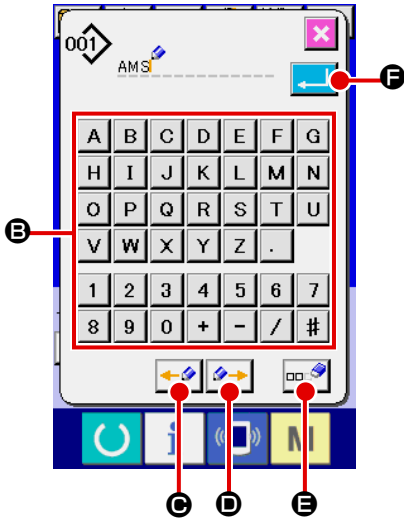 001
AMS
F
A B C D E F G
H I J K L M N
O P Q R S T U
B
V W X Y Z .
1 2 3 4 5 6 7
8 9 0 + - / #
i M
C D E